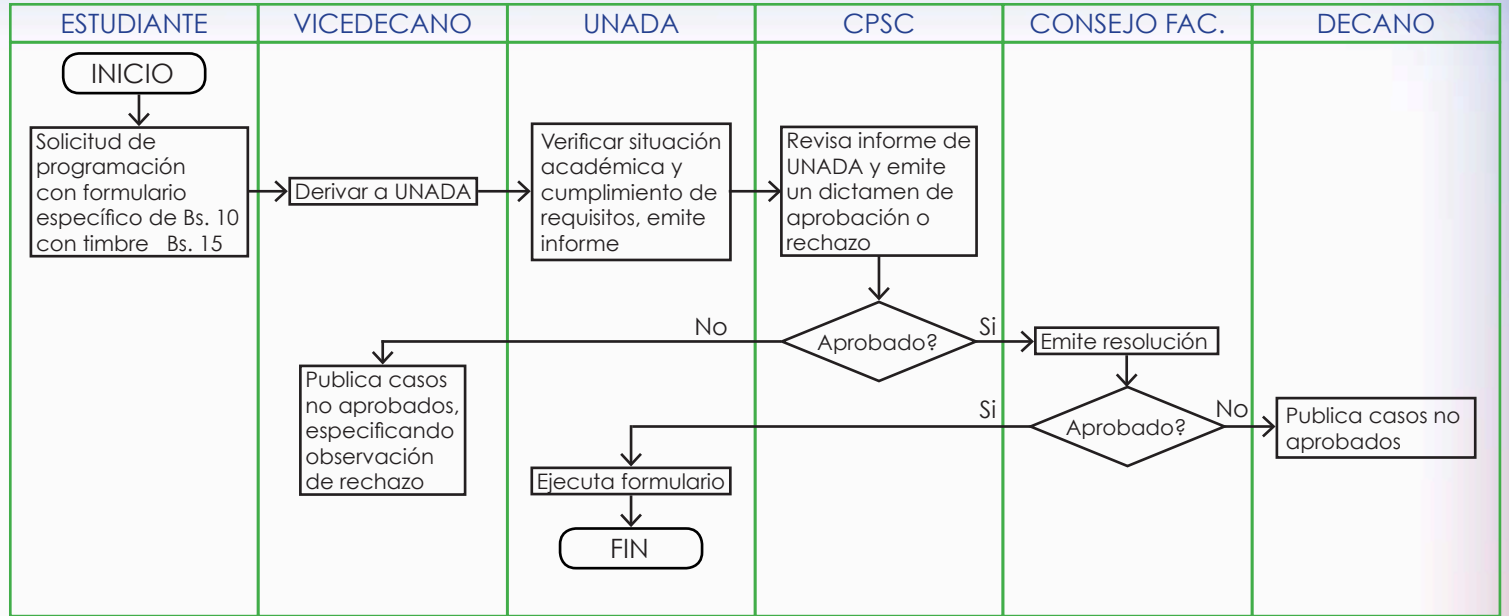 ESTUDIANTE
VICEDECANO
UNADA
CPSC
CONSEJO FAC.
DECANO
INICIO
Solicitud de
programación
con formulario
específico de Bs. 10
con timbre Bs. 15
Derivar a UNADA
Verificar situación
académica y
cumplimiento de
requisitos, emite
informe
Revisa informe de
UNADA y emite
un dictamen de
aprobación o
rechazo
Aprobado?
No
Si
Publica casos
no aprobados,
especificando
observación
de rechazo
Emite resolución
Aprobado?
Si
No
Publica casos no
aprobados
Ejecuta formulario
FIN